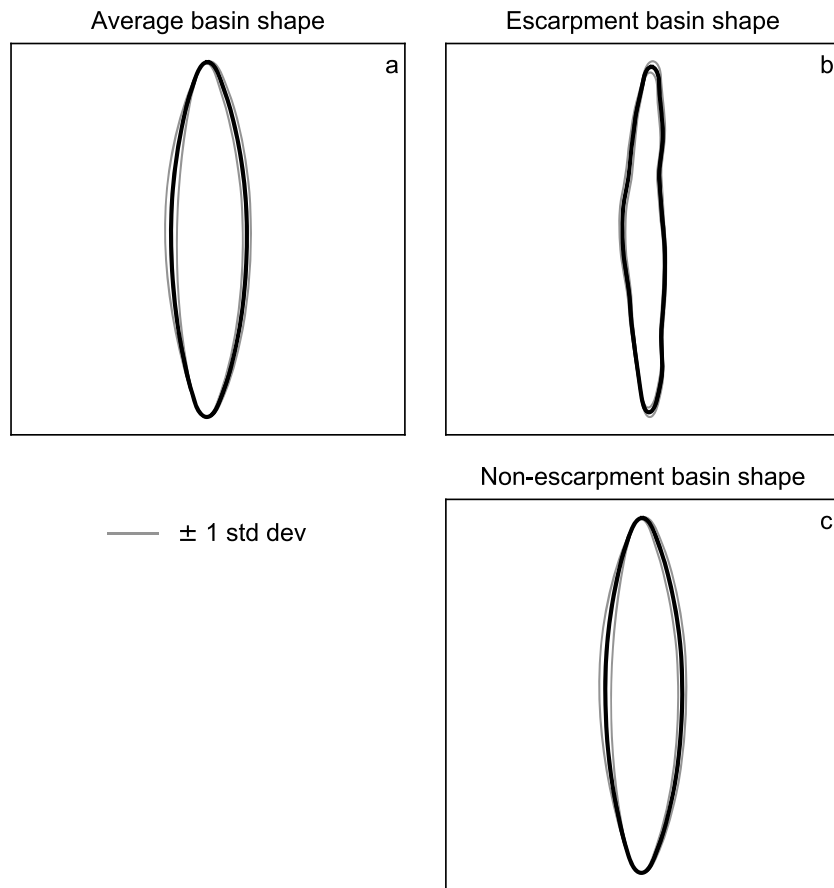 Average basin shape
a
Escarpment basin shape
b
± 1 std dev
Non-escarpment basin shape
c